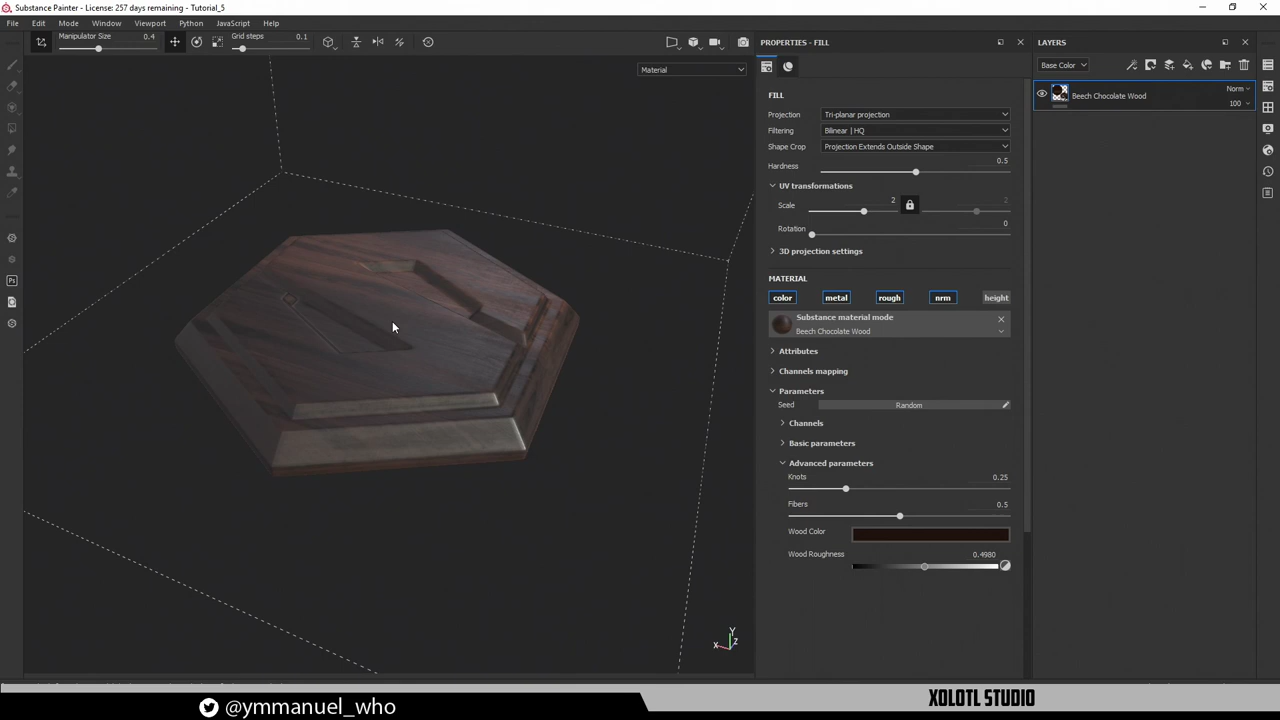 Substance Painter - License: 257 days remaining - Tutorial_5
File Edit Mode Window Viewport Python JavaScript Help
Manipulator Size 0.4 Grid steps 0.1
Material
PROPERTIES - FILL
FILL
Projection Tri-planar projection
Filtering Bilinear | HQ
Shape Crop Projection Extends Outside Shape
Hardness 0.5
UV transformations
Scale 2 2
Rotation 0
3D projection settings
MATERIAL
color metal rough nrm height
Substance material mode
Beech Chocolate Wood
Attributes
Channels mapping
Parameters
Seed Random
Channels
Basic parameters
Advanced parameters
Knots 0.25
Fibers 0.5
Wood Color
Wood Roughness 0.4980
LAYERS
Base Color
Beech Chocolate Wood Norm
100
Ps
Y
X Z
@ymmanuel_who
XOLOTL STUDIO